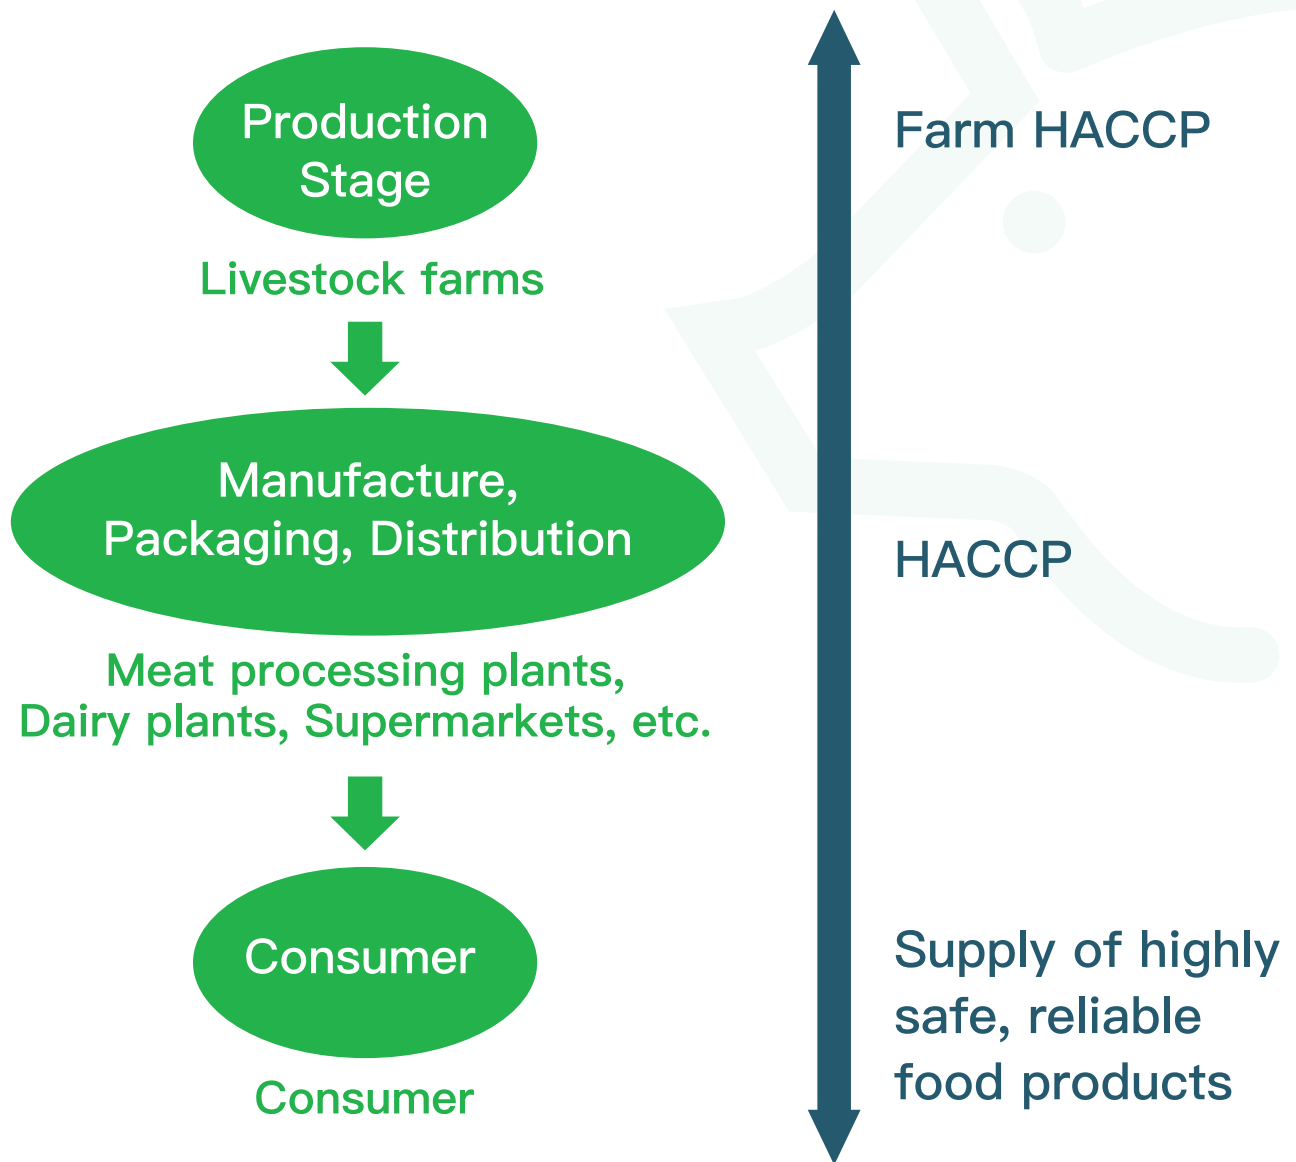 Production
Stage
Livestock farms
Farm HACCP
Manufacture,
Packaging, Distribution
Meat processing plants,
Dairy plants, Supermarkets, etc.
HACCP
Consumer
Consumer
Supply of highly
safe, reliable
food products